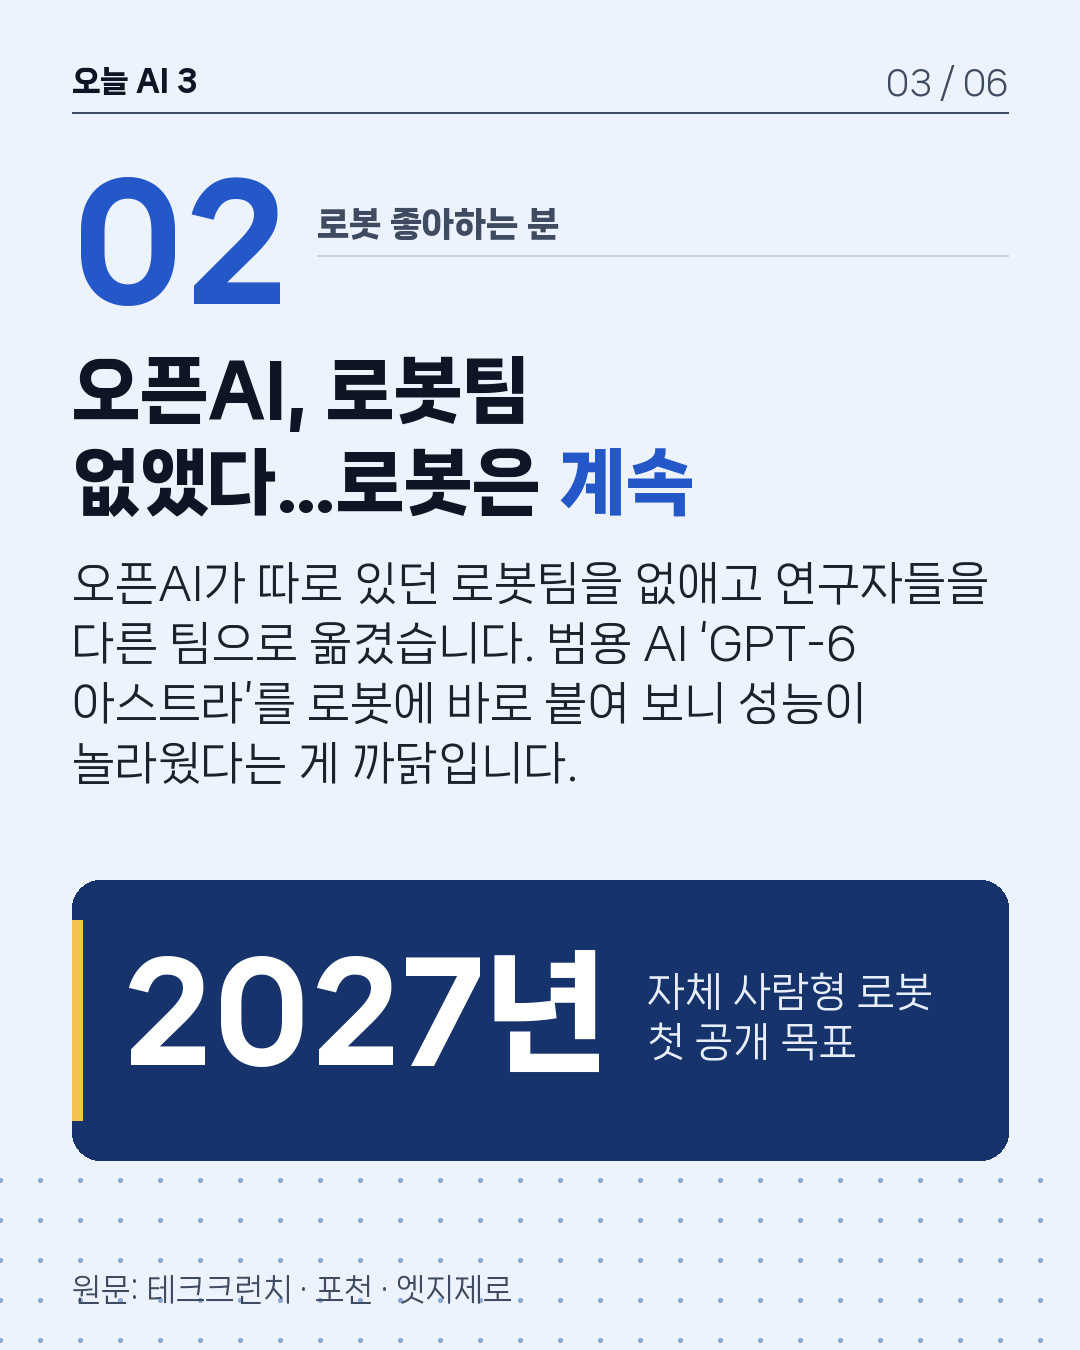 오늘 AI 3
03 / 06
02
로봇 좋아하는 분
오픈AI, 로봇팀
없앴다…로봇은 계속
오픈AI가 따로 있던 로봇팀을 없애고 연구자들을
다른 팀으로 옮겼습니다. 범용 AI ‘GPT-6
아스트라’를 로봇에 바로 붙여 보니 성능이
놀라웠다는 게 까닭입니다.
2027년
자체 사람형 로봇
첫 공개 목표
원문: 테크크런치 · 포천 · 엣지제로